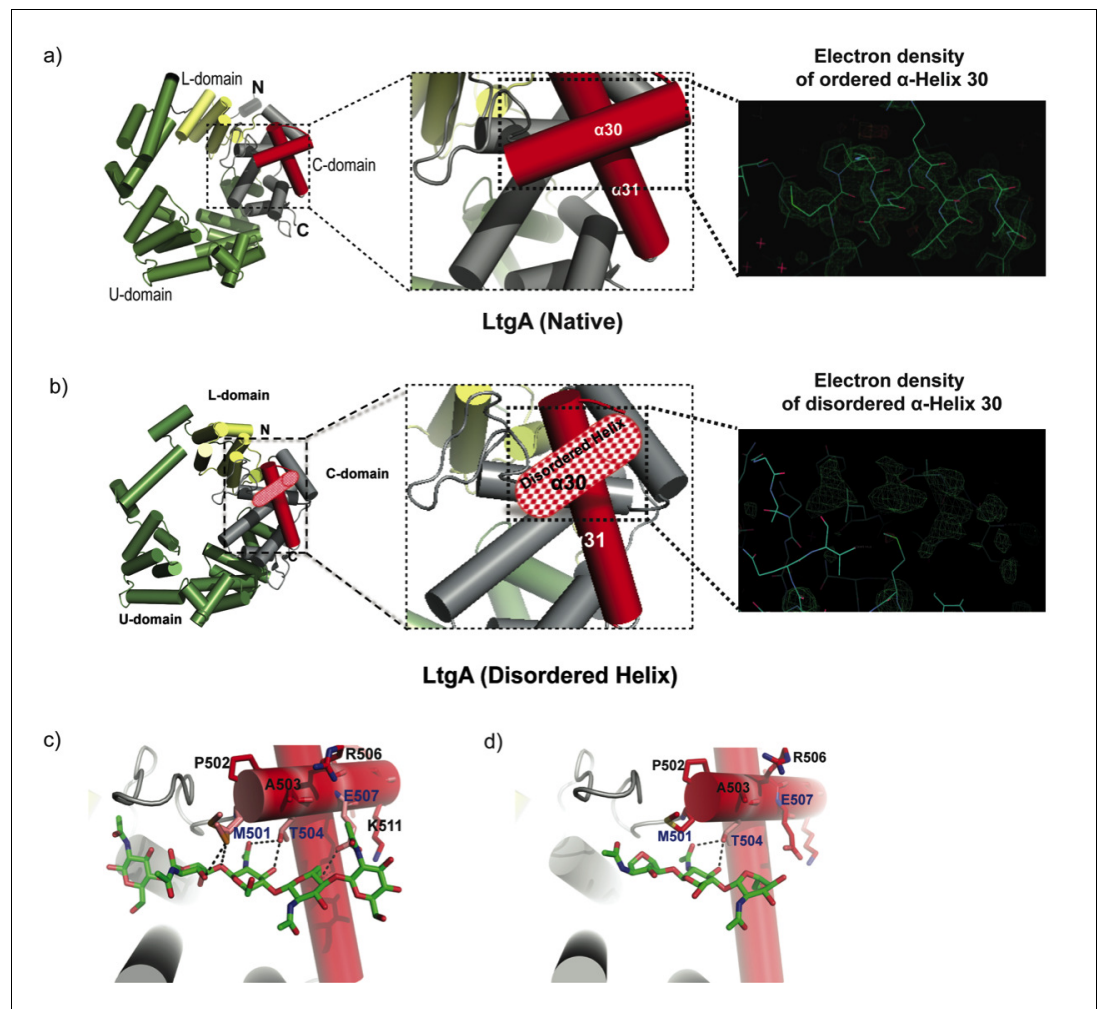 a)
L-domain
N
C-domain
C
U-domain
α30
α31
Electron density
of ordered α-Helix 30
LtgA (Native)
b)
L-domain
N
C-domain
C
U-domain
Disordered Helix
α30
α31
Electron density
of disordered α-Helix 30
LtgA (Disordered Helix)
c)
P502
R506
A503
E507
M501
T504
K511
d)
P502
R506
A503
E507
M501
T504